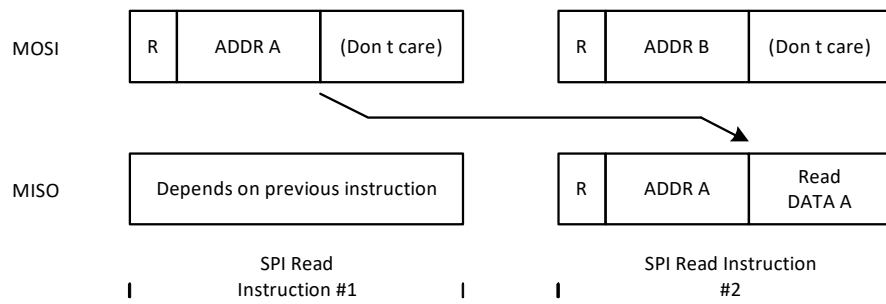 MOSI
R
ADDR A
(Don t care)
R
ADDR B
(Don t care)
MISO
Depends on previous instruction
R
ADDR A
Read
DATA A
SPI Read
Instruction #1
SPI Read Instruction
#2